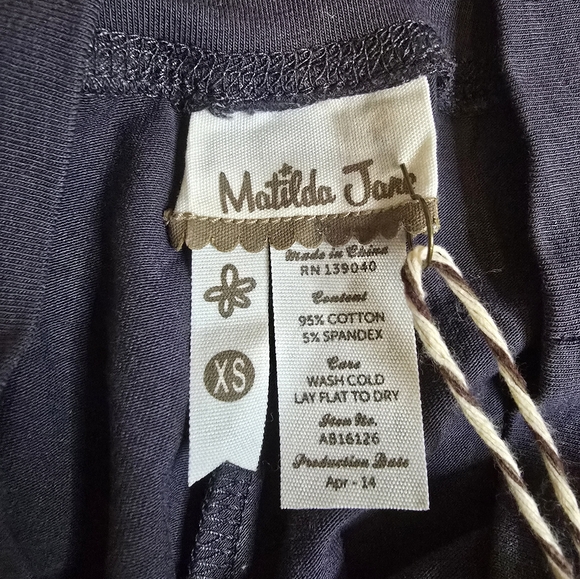 Matilda Jane
Made in China
RN 139040
Content
95% COTTON
5% SPANDEX
Care
WASH COLD
LAY FLAT TO DRY
Item No.
AB16126
Production Date
Apr - 14
XS